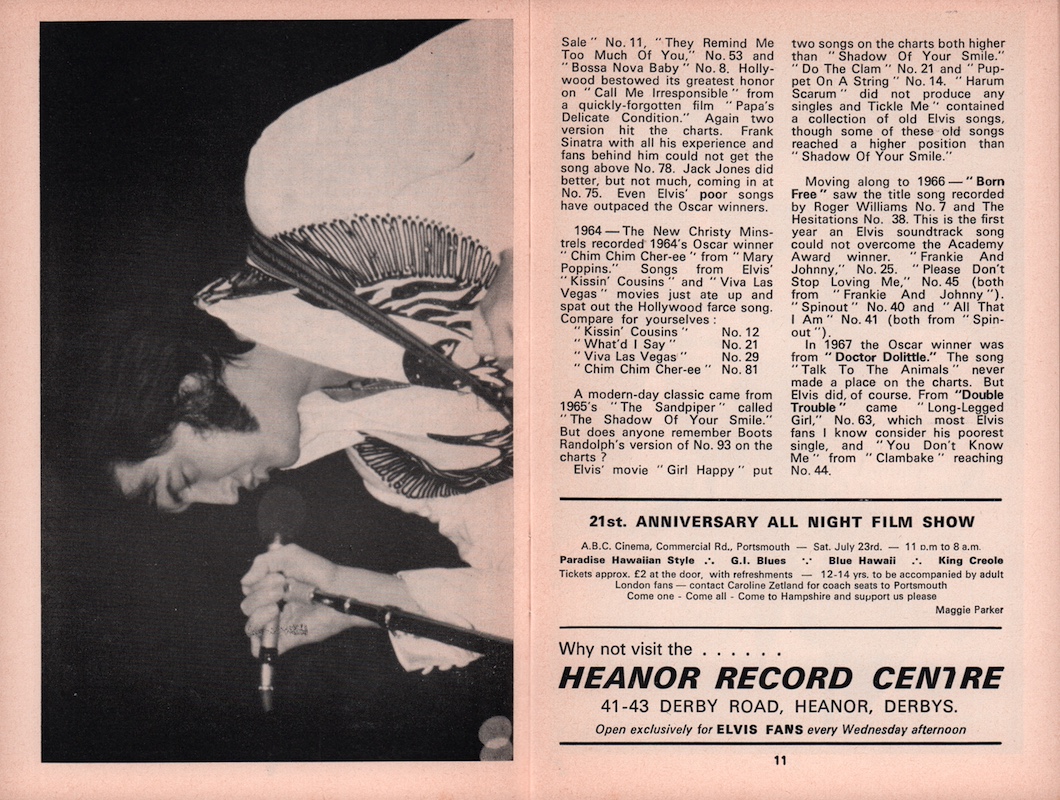 Sale" No. 11, "They Remind Me
Too Much Of You," No. 53 and
"Bossa Nova Baby" No. 8. Holly-
wood bestowed its greatest honor
on "Call Me Irresponsible" from
a quickly-forgotten film "Papa's
Delicate Condition." Again two
version hit the charts. Frank
Sinatra with all his experience and
fans behind him could not get the
song above No. 78. Jack Jones did
better, but not much, coming in at
No. 75. Even Elvis' poor songs
have outpaced the Oscar winners.
1964 — The New Christy Mins-
trels recorded 1964's Oscar winner
"Chim Chim Cher-ee" from "Mary
Poppins." Songs from Elvis'
"Kissin' Cousins" and "Viva Las
Vegas" movies just ate up and
spat out the Hollywood farce song.
Compare for yourselves:
"Kissin' Cousins" No. 12
"What'd I Say" No. 21
"Viva Las Vegas" No. 29
"Chim Chim Cher-ee" No. 81
A modern-day classic came from
1965's "The Sandpiper" called
"The Shadow Of Your Smile."
But does anyone remember Boots
Randolph's version of No. 93 on the
charts?
Elvis' movie "Girl Happy" put
two songs on the charts both higher
than "Shadow Of Your Smile."
"Do The Clam" No. 21 and "Pup-
pet On A String" No. 14. "Harum
Scarum" did not produce any
singles and Tickle Me" contained
a collection of old Elvis songs,
though some of these old songs
reached a higher position than
"Shadow Of Your Smile."
Moving along to 1966 — "Born
Free" saw the title song recorded
by Roger Williams No. 7 and The
Hesitations No. 38. This is the first
year an Elvis soundtrack song
could not overcome the Academy
Award winner. "Frankie And
Johnny," No. 25. "Please Don't
Stop Loving Me," No. 45 (both
from "Frankie And Johnny").
"Spinout" No. 40 and "All That
I Am" No. 41 (both from "Spin-
out").
In 1967 the Oscar winner was
from "Doctor Dolittle." The song
"Talk To The Animals" never
made a place on the charts. But
Elvis did, of course. From "Double
Trouble" came "Long-Legged
Girl," No. 63, which most Elvis
fans I know consider his poorest
single, and "You Don't Know
Me" from "Clambake" reaching
No. 44.
21st. ANNIVERSARY ALL NIGHT FILM SHOW
A.B.C. Cinema, Commercial Rd., Portsmouth — Sat. July 23rd. — 11 p.m to 8 a.m.
Paradise Hawaiian Style ∴ G.I. Blues ∵ Blue Hawaii ∴ King Creole
Tickets approx. £2 at the door, with refreshments — 12-14 yrs. to be accompanied by adult
London fans — contact Caroline Zetland for coach seats to Portsmouth
Come one - Come all - Come to Hampshire and support us please
Maggie Parker
Why not visit the . . . . . .
HEANOR RECORD CENTRE
41-43 DERBY ROAD, HEANOR, DERBYS.
Open exclusively for ELVIS FANS every Wednesday afternoon
11